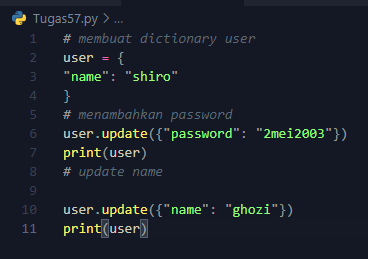 Tugas57.py > ...
1 # membuat dictionary user
2 user = {
3 "name": "shiro"
4 }
5 # menambahkan password
6 user.update({"password": "2mei2003"})
7 print(user)
8 # update name
9
10 user.update({"name": "ghozi"})
11 print(user)